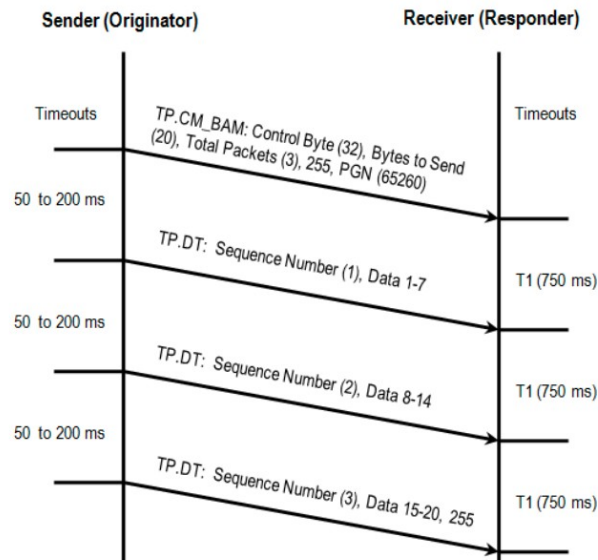 Sender (Originator)
Receiver (Responder)
Timeouts
Timeouts
TP.CM_BAM: Control Byte (32), Bytes to Send
(20), Total Packets (3), 255, PGN (65260)
50 to 200 ms
TP.DT: Sequence Number (1), Data 1-7
T1 (750 ms)
50 to 200 ms
TP.DT: Sequence Number (2), Data 8-14
T1 (750 ms)
50 to 200 ms
TP.DT: Sequence Number (3), Data 15-20, 255
T1 (750 ms)